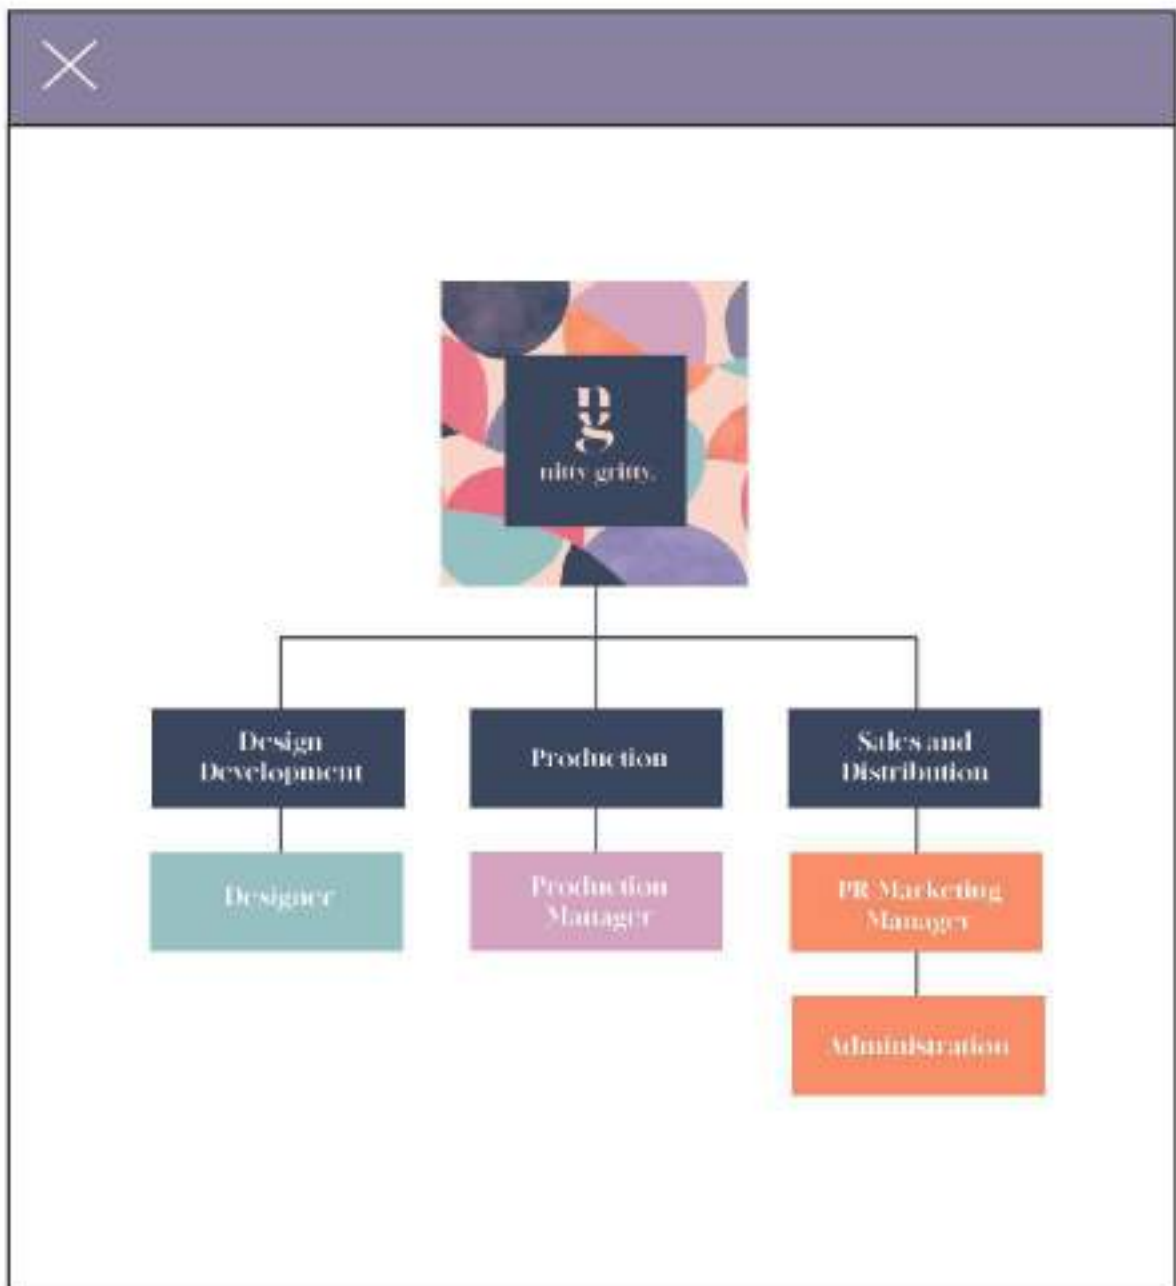 ng
nitty gritty.
Design
Development
Production
Sales and
Distribution
Designer
Production
Manager
PR Marketing
Manager
Administration